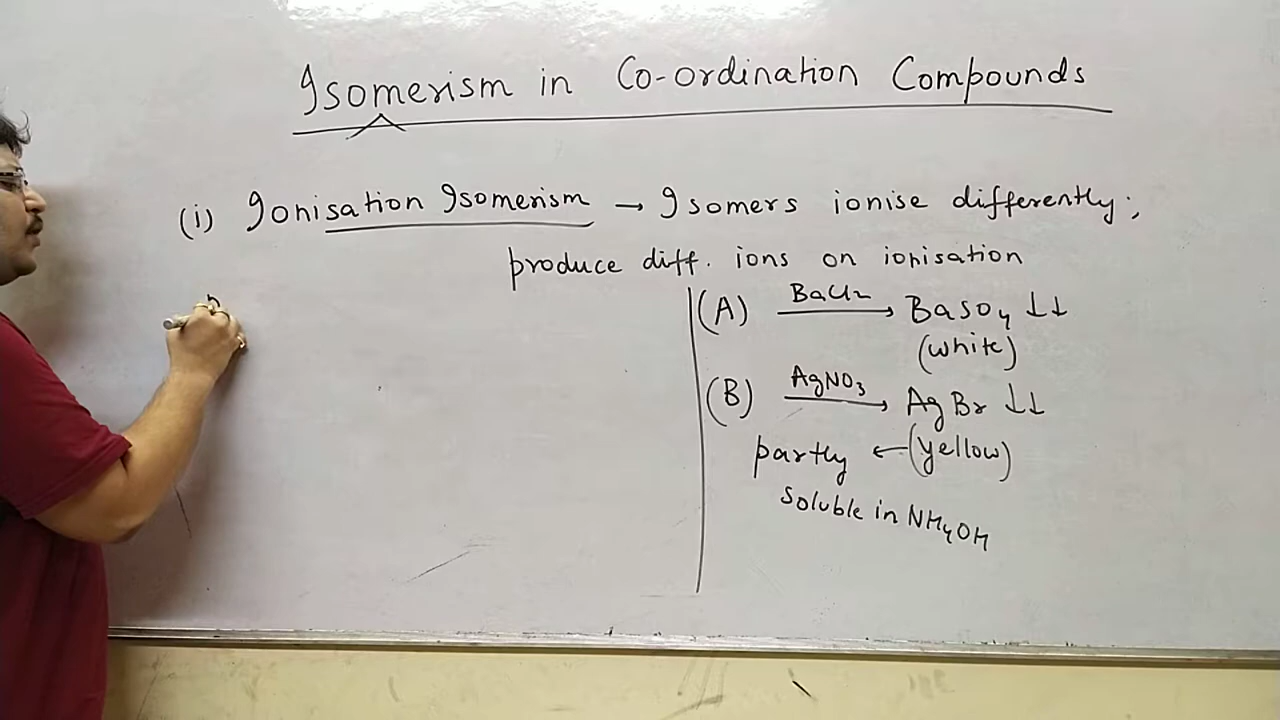 Isomerism in Co-ordination Compounds
(i) Ionisation Isomerism → Isomers ionise differently;
produce diff. ions on ionisation
(A) BaCl2 → BaSO4 ↓↓
(white)
(B) AgNO3 → AgBr ↓↓
partly ← (yellow)
soluble in NH4OH